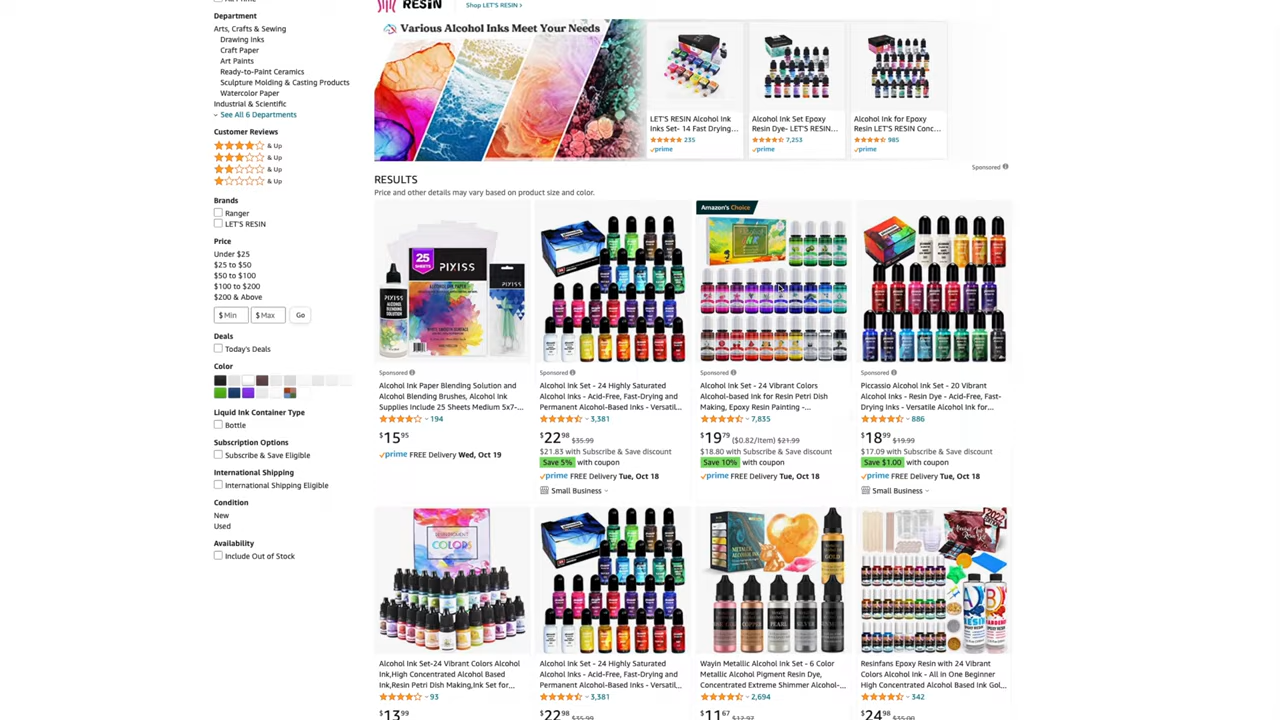 RESIN
Shop LET'S RESIN ›
Department
Arts, Crafts & Sewing
Drawing Inks
Craft Paper
Art Paints
Ready-to-Paint Ceramics
Sculpture Molding & Casting Products
Watercolor Paper
Industrial & Scientific
See All 6 Departments
Customer Reviews
& Up
& Up
& Up
& Up
Brands
Ranger
LET'S RESIN
Price
Under $25
$25 to $50
$50 to $100
$100 to $200
$200 & Above
$ Min $ Max Go
Deals
Today's Deals
Color
Liquid Ink Container Type
Bottle
Subscription Options
Subscribe & Save Eligible
International Shipping
International Shipping Eligible
Condition
New
Used
Availability
Include Out of Stock
Various Alcohol Inks Meet Your Needs
LET'S RESIN Alcohol Ink
Inks Set- 14 Fast Drying...
235
prime
Alcohol Ink Set Epoxy
Resin Dye- LET'S RESIN...
7,253
prime
Alcohol Ink for Epoxy
Resin LET'S RESIN Conc...
985
prime
Sponsored
RESULTS
Price and other details may vary based on product size and color.
25
SHEETS
PIXISS
PIXISS
PIXISS
ALCOHOL
BLENDING
SOLUTION
Sponsored
Alcohol Ink Paper Blending Solution and
Alcohol Blending Brushes, Alcohol Ink
Supplies Include 25 Sheets Medium 5x7-...
194
$15 95
prime FREE Delivery Wed, Oct 19
Sponsored
Alcohol Ink Set - 24 Highly Saturated
Alcohol Inks - Acid-Free, Fast-Drying and
Permanent Alcohol-Based Inks - Versatil...
3,381
$22 98 $35.99
$21.83 with Subscribe & Save discount
Save 5% with coupon
prime FREE Delivery Tue, Oct 18
Small Business
Amazon's Choice
Sponsored
Alcohol Ink Set - 24 Vibrant Colors
Alcohol-based Ink for Resin Petri Dish
Making, Epoxy Resin Painting -...
7,835
$19 79 ($0.82/Item) $21.99
$18.80 with Subscribe & Save discount
Save 10% with coupon
prime FREE Delivery Tue, Oct 18
Sponsored
Piccassio Alcohol Ink Set - 20 Vibrant
Alcohol Inks - Resin Dye - Acid-Free, Fast-
Drying Inks - Versatile Alcohol Ink for...
886
$18 99 $19.99
$17.09 with Subscribe & Save discount
Save $1.00 with coupon
prime FREE Delivery Tue, Oct 18
Small Business
COLORS
Alcohol Ink Set-24 Vibrant Colors Alcohol
Ink,High Concentrated Alcohol Based
Ink,Resin Petri Dish Making,Ink Set for...
93
$13 99
Alcohol Ink Set - 24 Highly Saturated
Alcohol Inks - Acid-Free, Fast-Drying and
Permanent Alcohol-Based Inks - Versatil...
3,381
$22 98 $35.99
GOLD
COPPER
PEARL
SILVER
Wayin Metallic Alcohol Ink Set - 6 Color
Metallic Alcohol Pigment Resin Dye,
Concentrated Extreme Shimmer Alcohol-...
2,694
$11 67 $12.97
A
RESIN
B
HARDENER
Resinfans Epoxy Resin with 24 Vibrant
Colors Alcohol Ink - All in One Beginner
High Concentrated Alcohol Based Ink Gol...
342
$24 98 $35.00